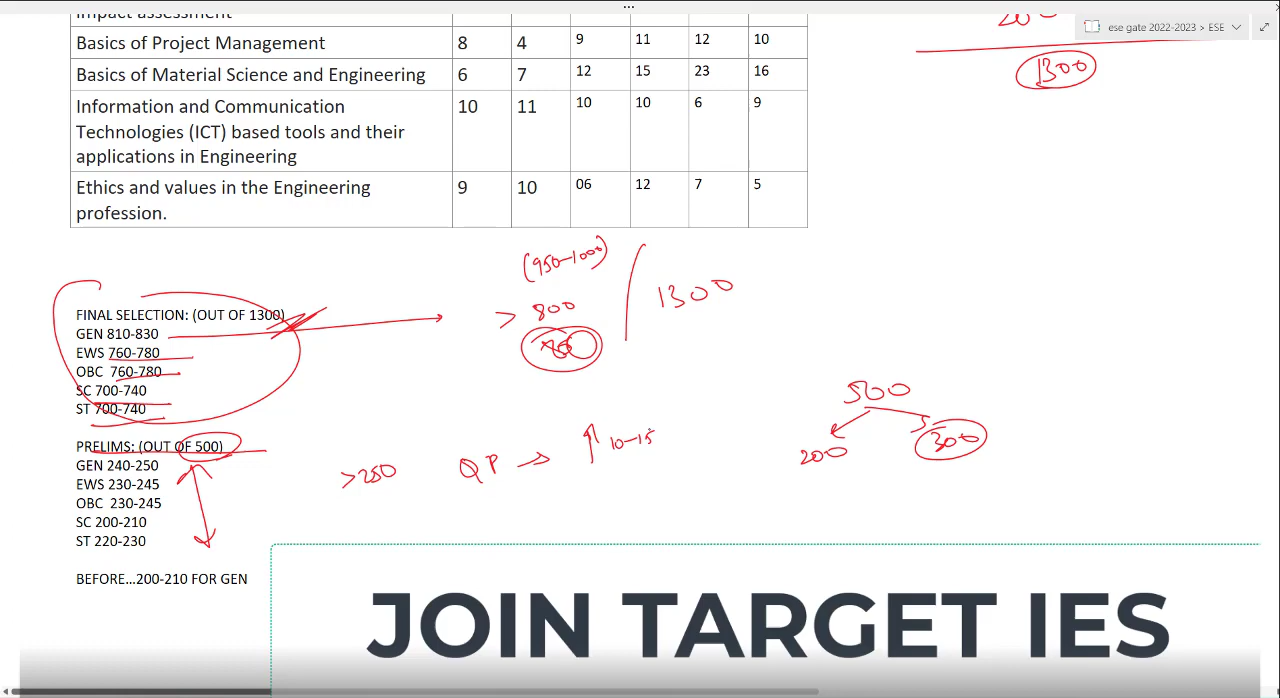 ...
Impact assessment
200
ese gate 2022-2023 > ESE
Basics of Project Management 8 4 9 11 12 10
Basics of Material Science and Engineering 6 7 12 15 23 16
1300
Information and Communication 10 11 10 10 6 9
Technologies (ICT) based tools and their
applications in Engineering
Ethics and values in the Engineering 9 10 06 12 7 5
profession.
(950-1000)
> 800
1300
FINAL SELECTION: (OUT OF 1300)
GEN 810-830
EWS 760-780
OBC 760-780
SC 700-740
ST 700-740
500
200 300
PRELIMS: (OUT OF 500)
GEN 240-250
EWS 230-245
OBC 230-245
SC 200-210
ST 220-230
>250 QP → ↑ 10-15
BEFORE...200-210 FOR GEN
JOIN TARGET IES